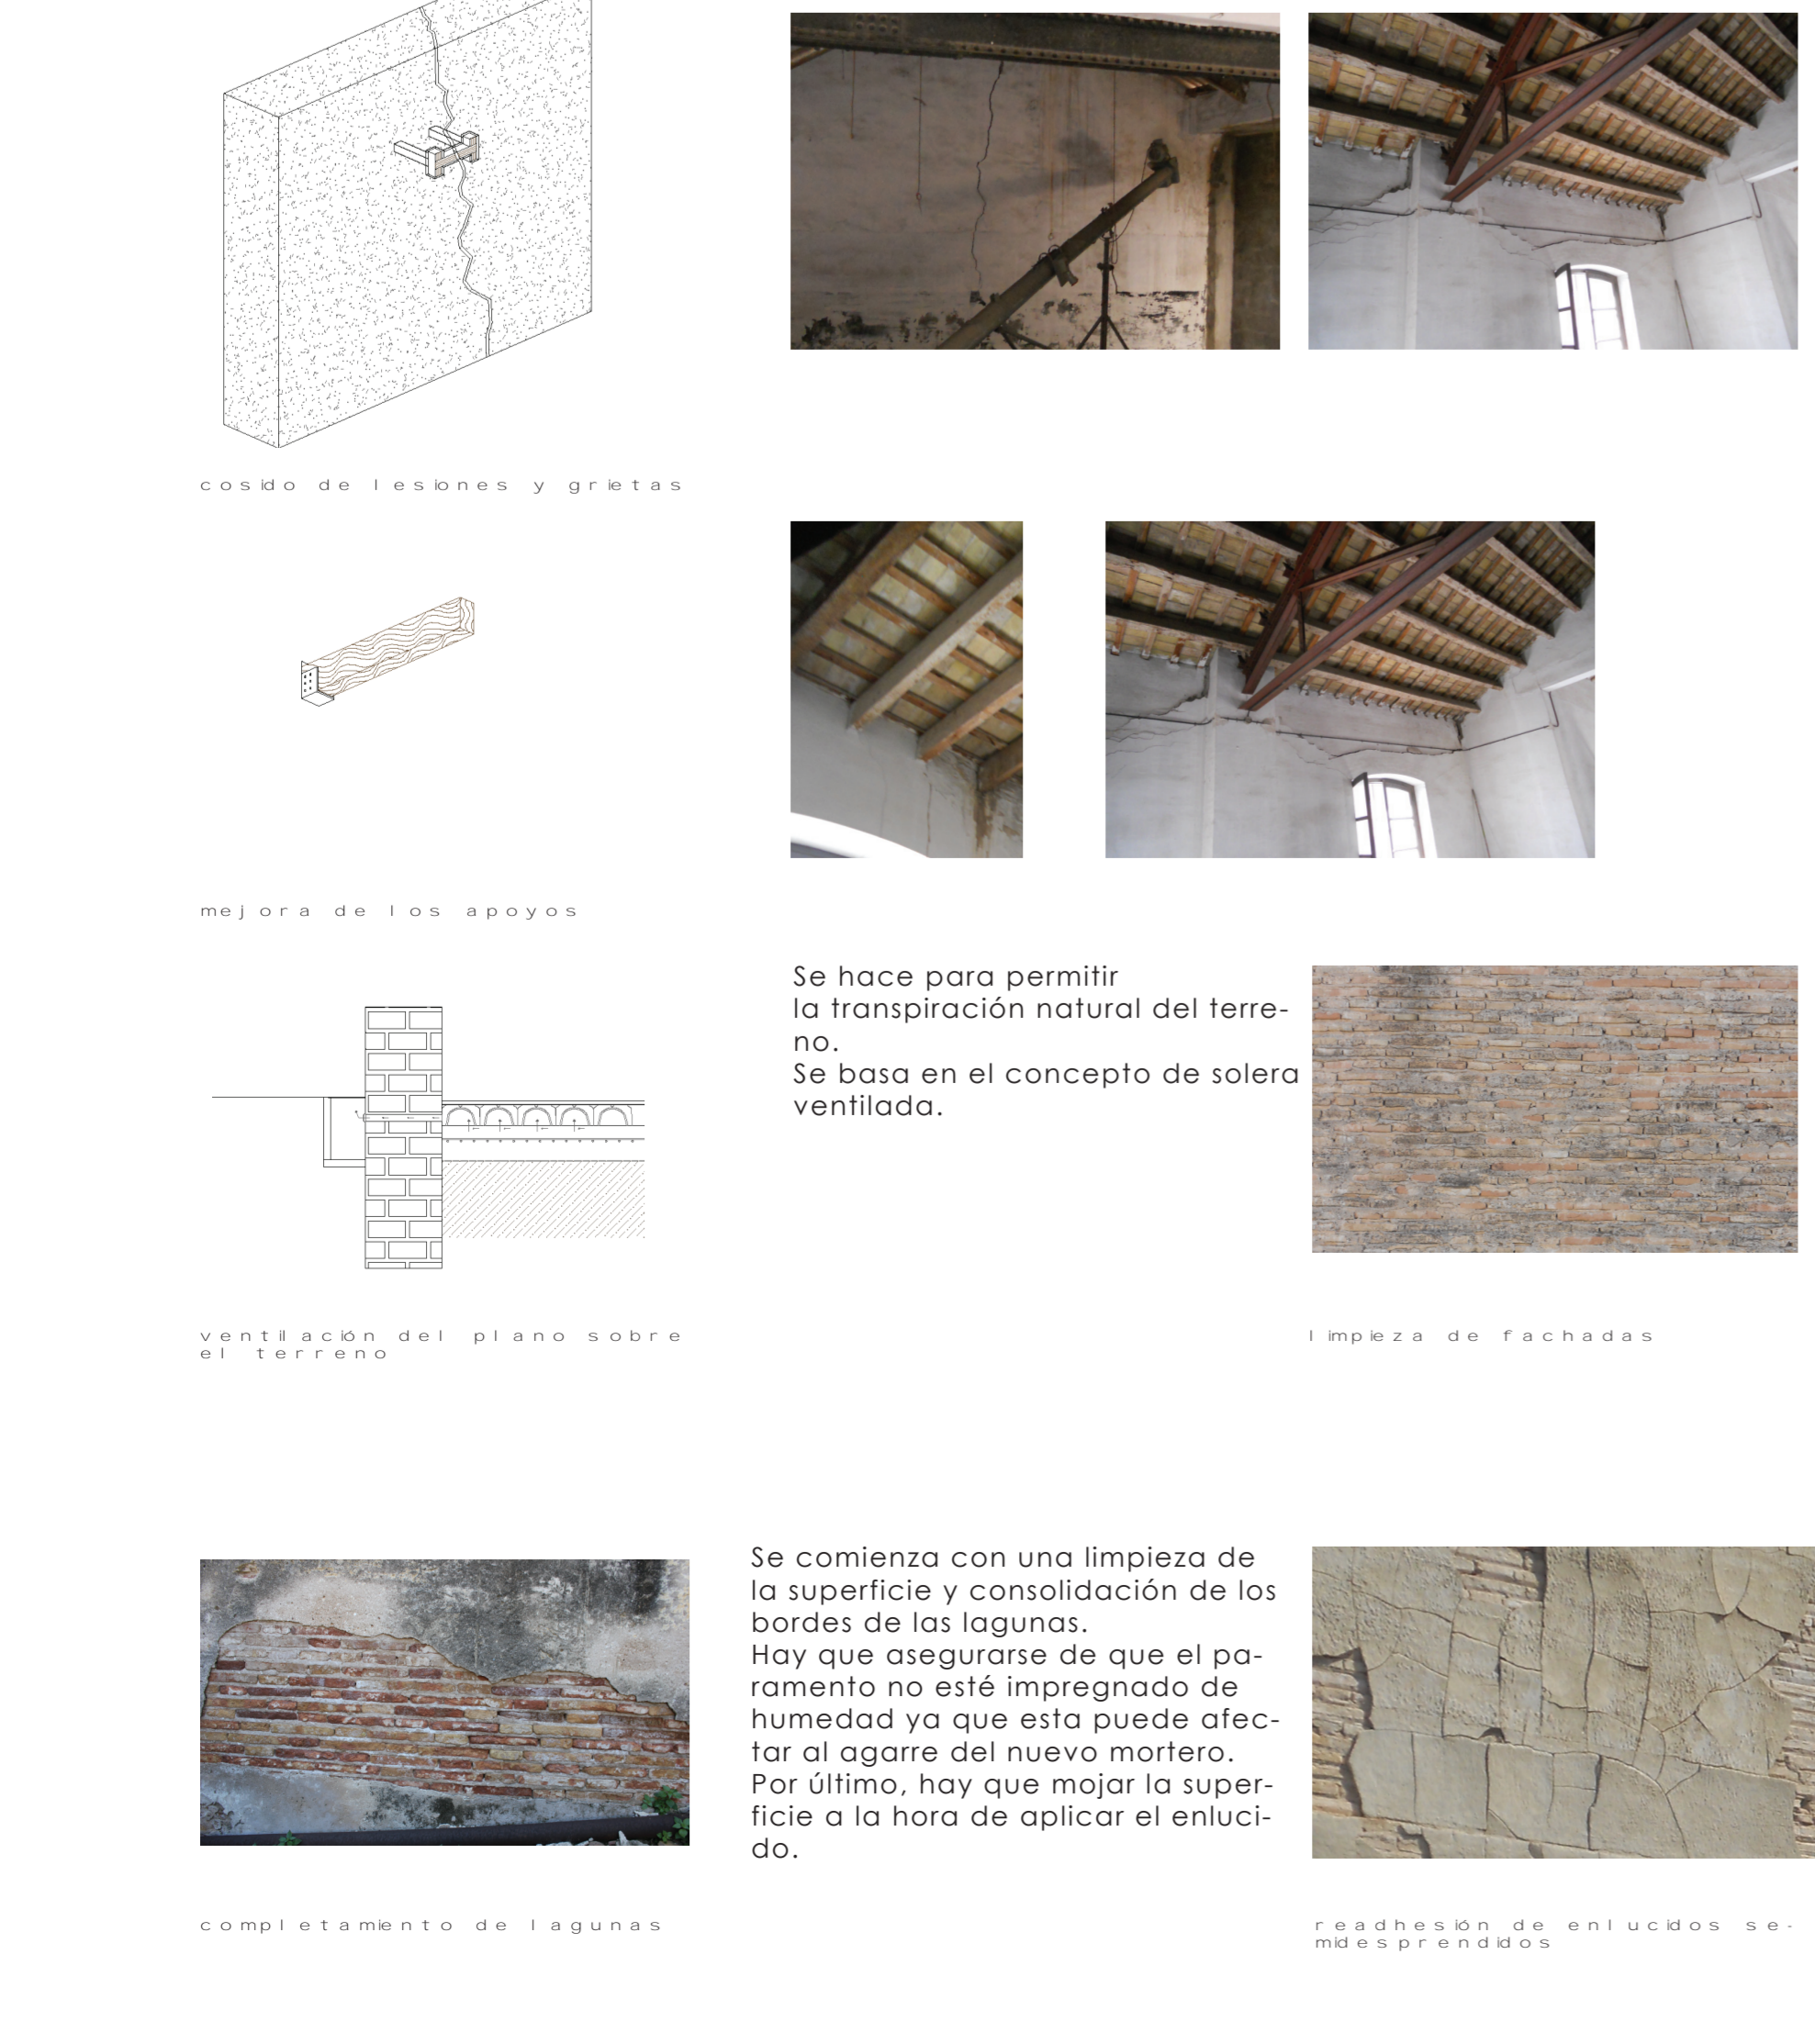 cosido de lesiones y grietas
mejora de los apoyos
Se hace para permitir
la transpiración natural del terre-
no.
Se basa en el concepto de solera
ventilada.
ventilación del plano sobre
el terreno
limpieza de fachadas
Se comienza con una limpieza de
la superficie y consolidación de los
bordes de las lagunas.
Hay que asegurarse de que el pa-
ramento no esté impregnado de
humedad ya que esta puede afec-
tar al agarre del nuevo mortero.
Por último, hay que mojar la super-
ficie a la hora de aplicar el enluci-
do.
completamiento de lagunas
readhesión de enlucidos se-
midesprendidos